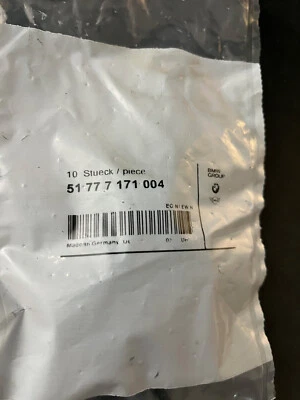 10 Stueck / piece
51 77 7 171 004
BMW
GROUP
Made in Germany